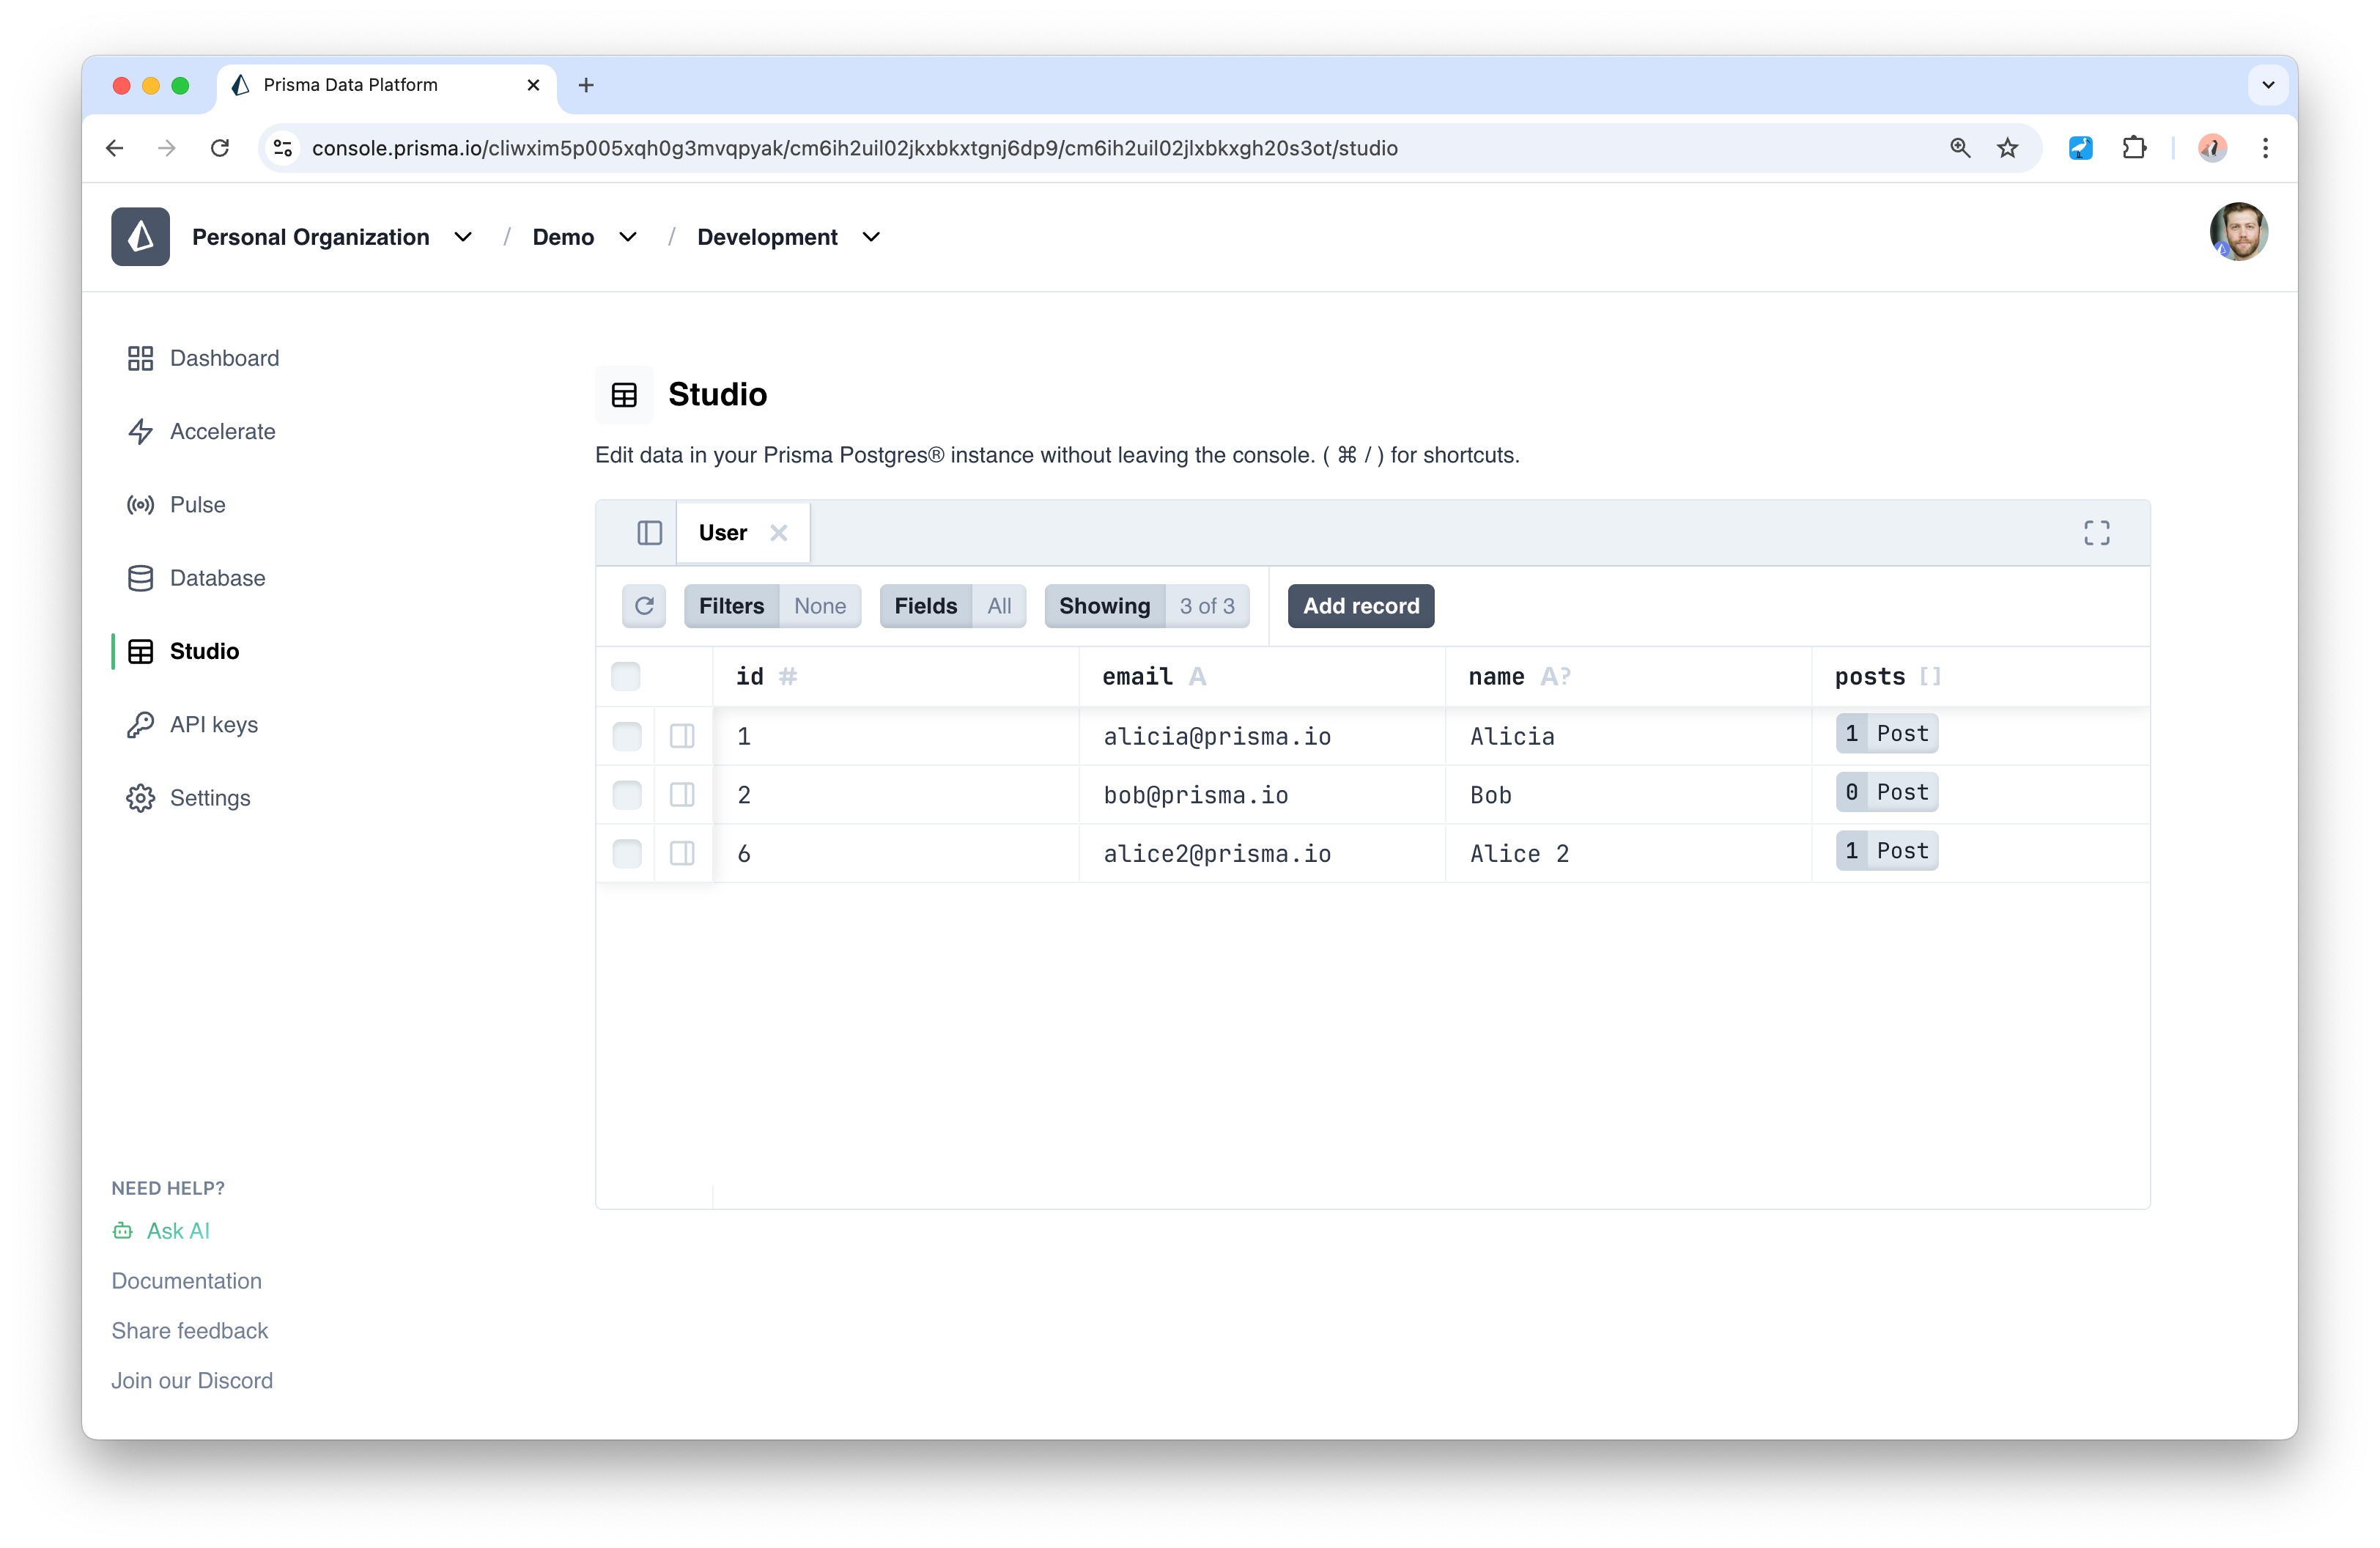 Prisma Data Platform
console.prisma.io/cliwxim5p005xqh0g3mvqpyak/cm6ih2uil02jkxbkxtgnj6dp9/cm6ih2uil02jlxbkxgh20s3ot/studio
Personal Organization / Demo / Development
Dashboard
Accelerate
Pulse
Database
Studio
API keys
Settings
NEED HELP?
Ask AI
Documentation
Share feedback
Join our Discord
Studio
Edit data in your Prisma Postgres® instance without leaving the console. ( ⌘ / ) for shortcuts.
User
Filters None Fields All Showing 3 of 3 Add record
id # email A name A? posts []
1 alicia@prisma.io Alicia 1 Post
2 bob@prisma.io Bob 0 Post
6 alice2@prisma.io Alice 2 1 Post